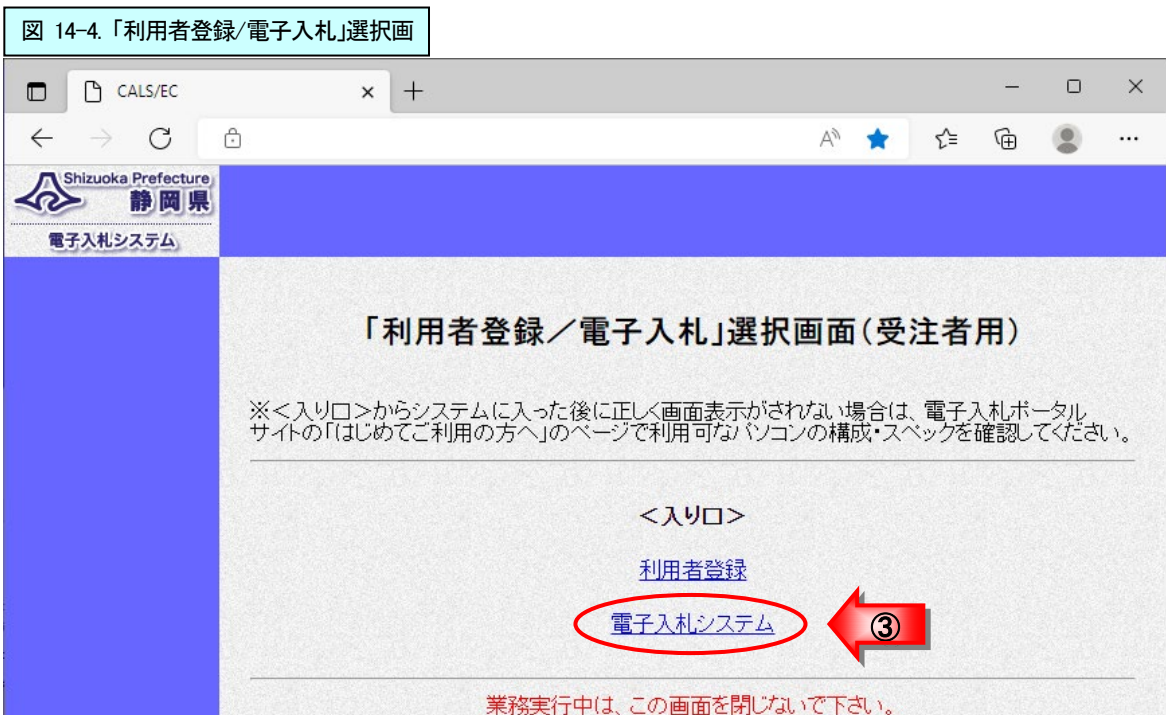 図 14-4.「利用者登録/電子入札」選択画
CALS/EC
Shizuoka Prefecture
静岡県
電子入札システム
「利用者登録／電子入札」選択画面(受注者用)
※＜入り口＞からシステムに入った後に正しく画面表示がされない場合は、電子入札ポータル
サイトの「はじめてご利用の方へ」のページで利用可なパソコンの構成・スペックを確認してください。
＜入り口＞
利用者登録
電子入札システム
③
業務実行中は、この画面を閉じないで下さい。